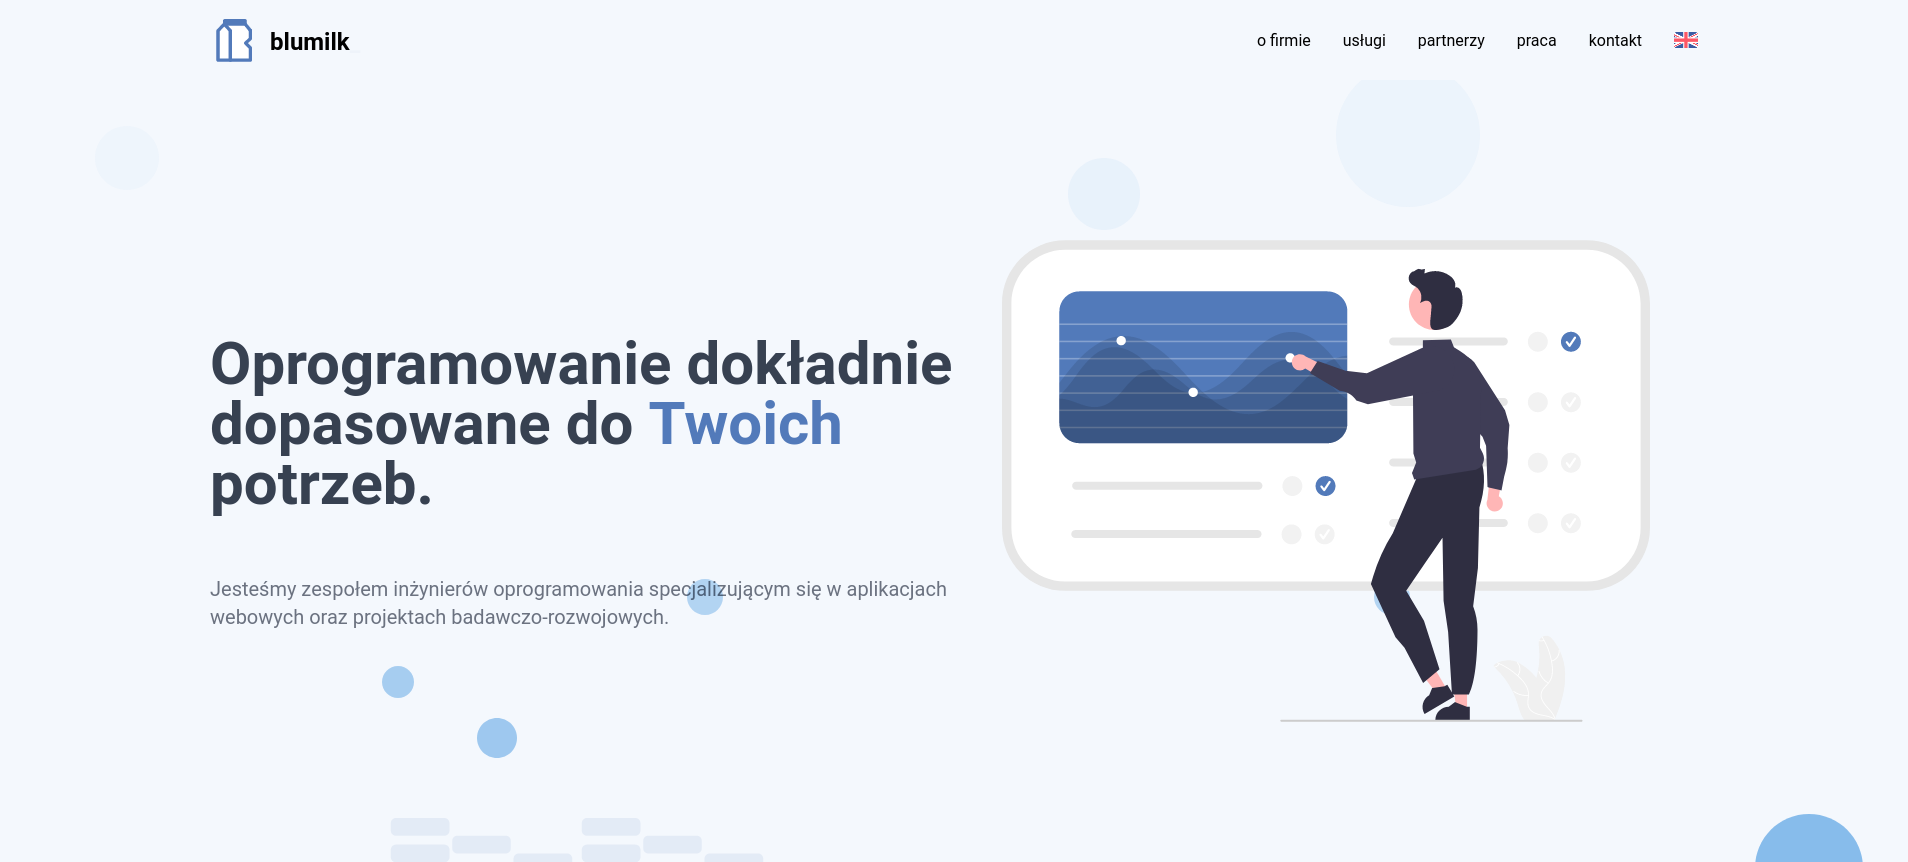 blumilk
o firmie usługi partnerzy praca kontakt
Oprogramowanie dokładnie
dopasowane do Twoich
potrzeb.
Jesteśmy zespołem inżynierów oprogramowania specjalizującym się w aplikacjach
webowych oraz projektach badawczo-rozwojowych.